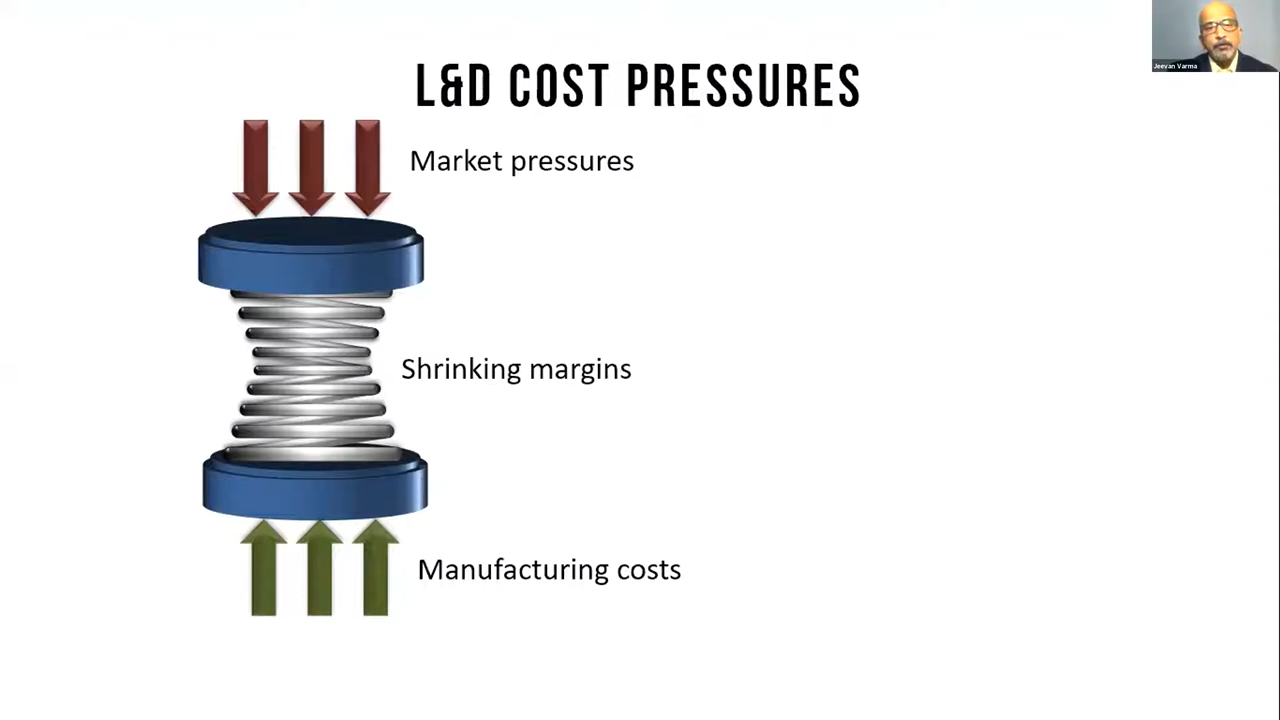 L&D COST PRESSURES
Jeevan Varma
Market pressures
Shrinking margins
Manufacturing costs